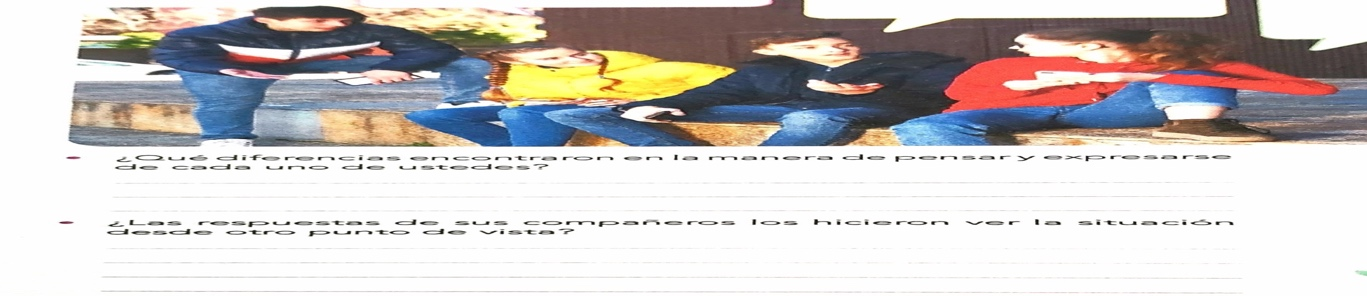 ¿Qué diferencias encontraron en la manera de pensar y expresarse
de cada uno de ustedes?
¿Las respuestas de sus compañeros los hicieron ver la situación
desde otro punto de vista?